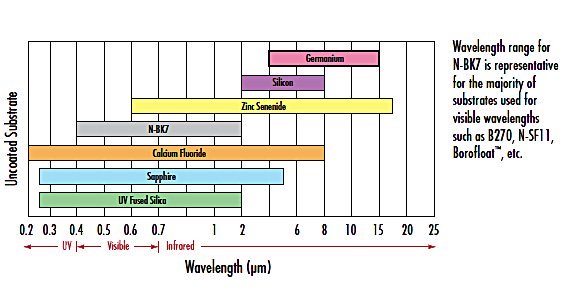 Germanium
Silicon
Zinc Senenide
N-BK7
Calcium Fluoride
Sapphire
UV Fused Silica
Uncoated Substrate
0.2 0.3 0.4 0.5 0.6 0.7 1 2 6 8 10 15 20 25
UV Visible Infrared
Wavelength (μm)
Wavelength range for
N-BK7 is representative
for the majority of
substrates used for
visible wavelengths
such as B270, N-SF11,
Borofloat™, etc.